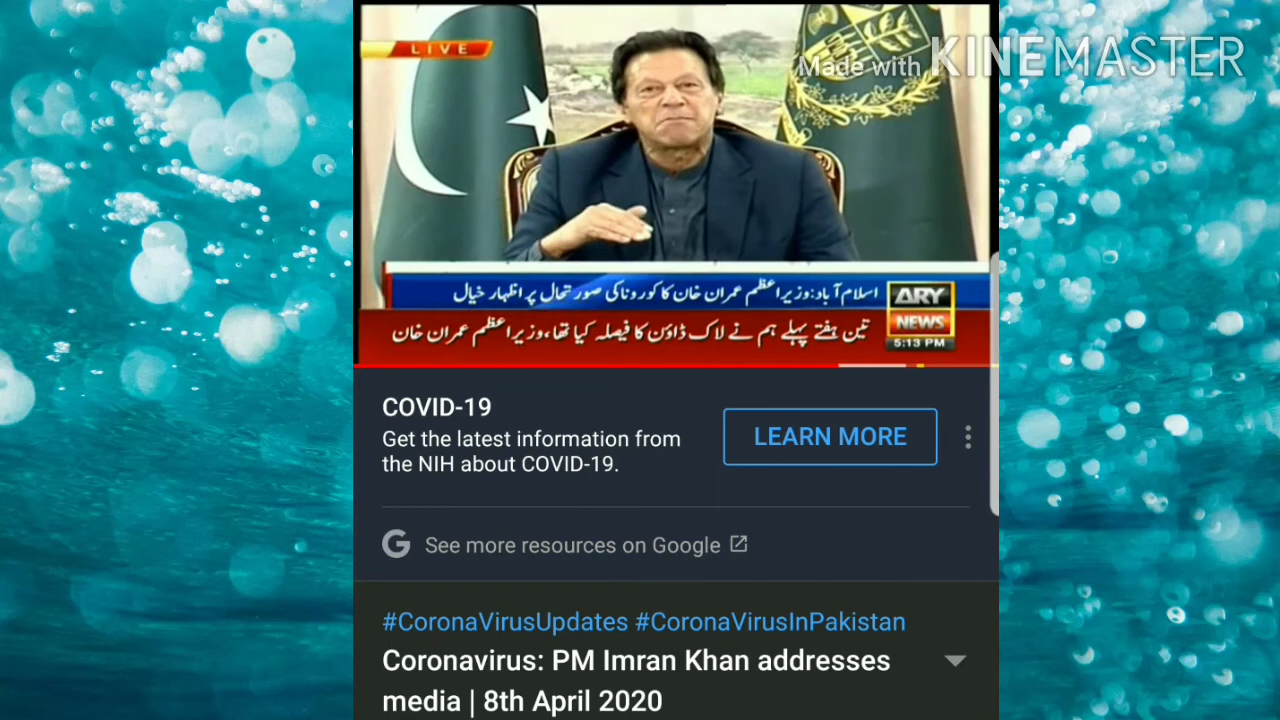 LIVE
Made with KINEMASTER
اسلام آباد:وزیراعظم عمران خان کا کورونا کی صورتحال پر اظہار خیال
تین ہفتے پہلے ہم نے لاک ڈاؤن کا فیصلہ کیا تھا،وزیراعظم عمران خان
ARY
NEWS
5:13 PM
COVID-19
Get the latest information from
the NIH about COVID-19.
LEARN MORE
G See more resources on Google
#CoronaVirusUpdates #CoronaVirusInPakistan
Coronavirus: PM Imran Khan addresses
media | 8th April 2020